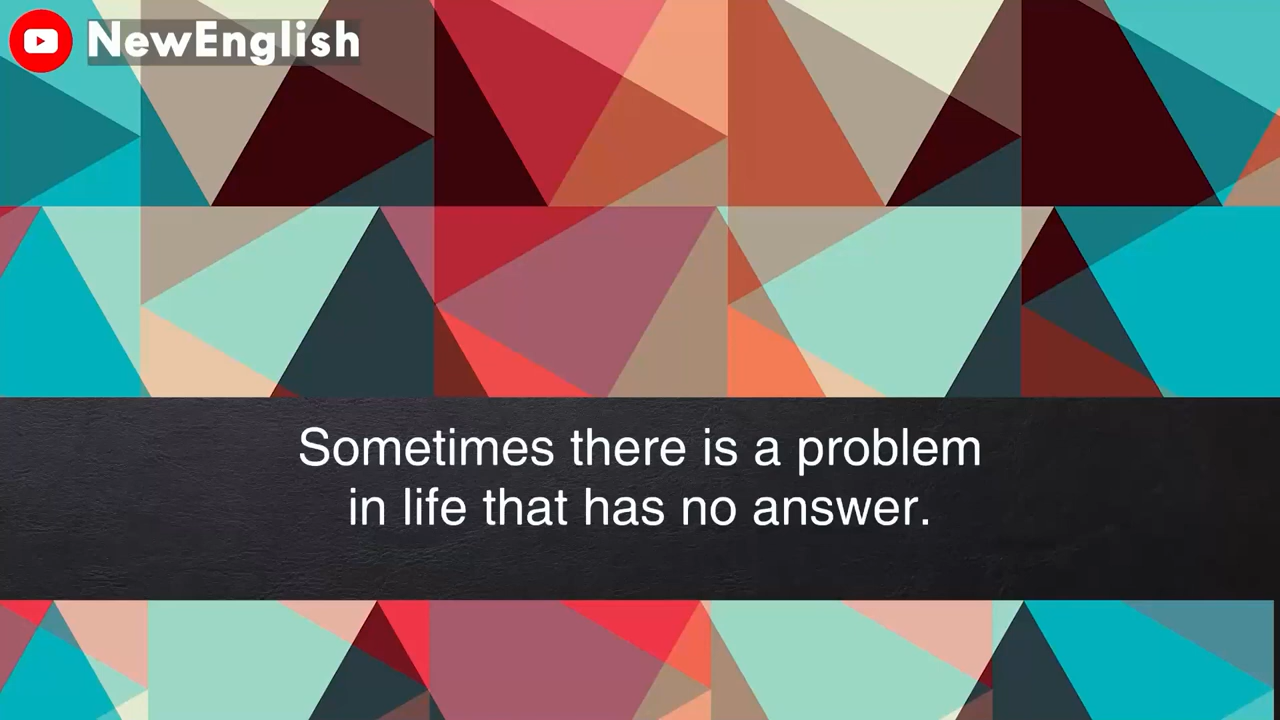 NewEnglish
Sometimes there is a problem
in life that has no answer.